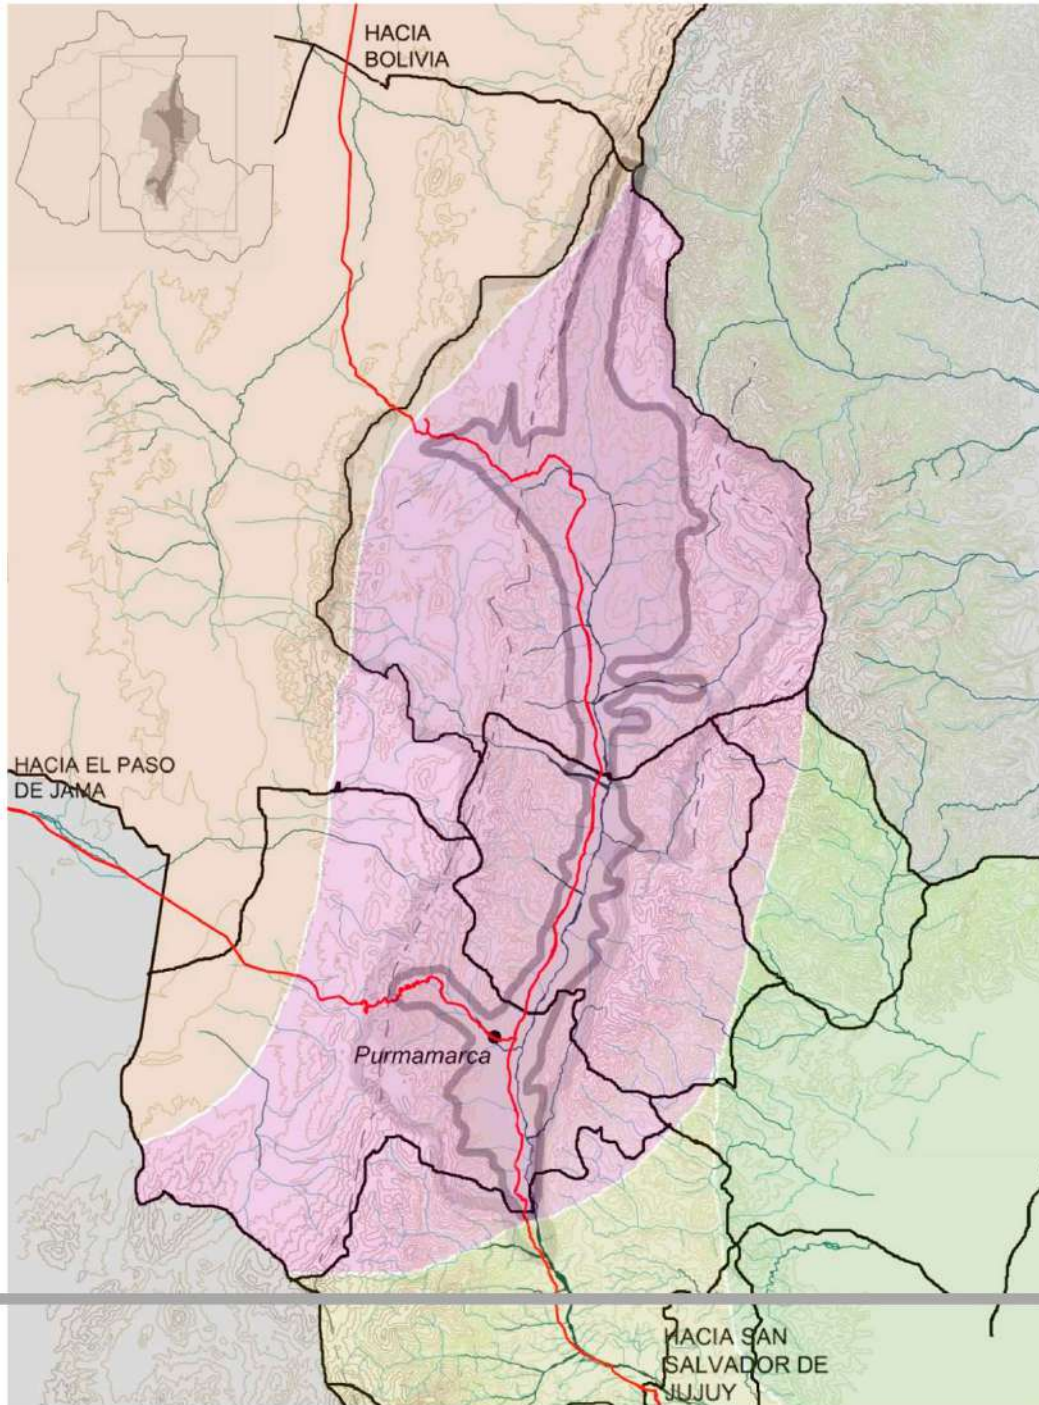 HACIA
BOLIVIA
HACIA EL PASO
DE JAMA
Purmamarca
HACIA SAN
SALVADOR DE
JUJUY